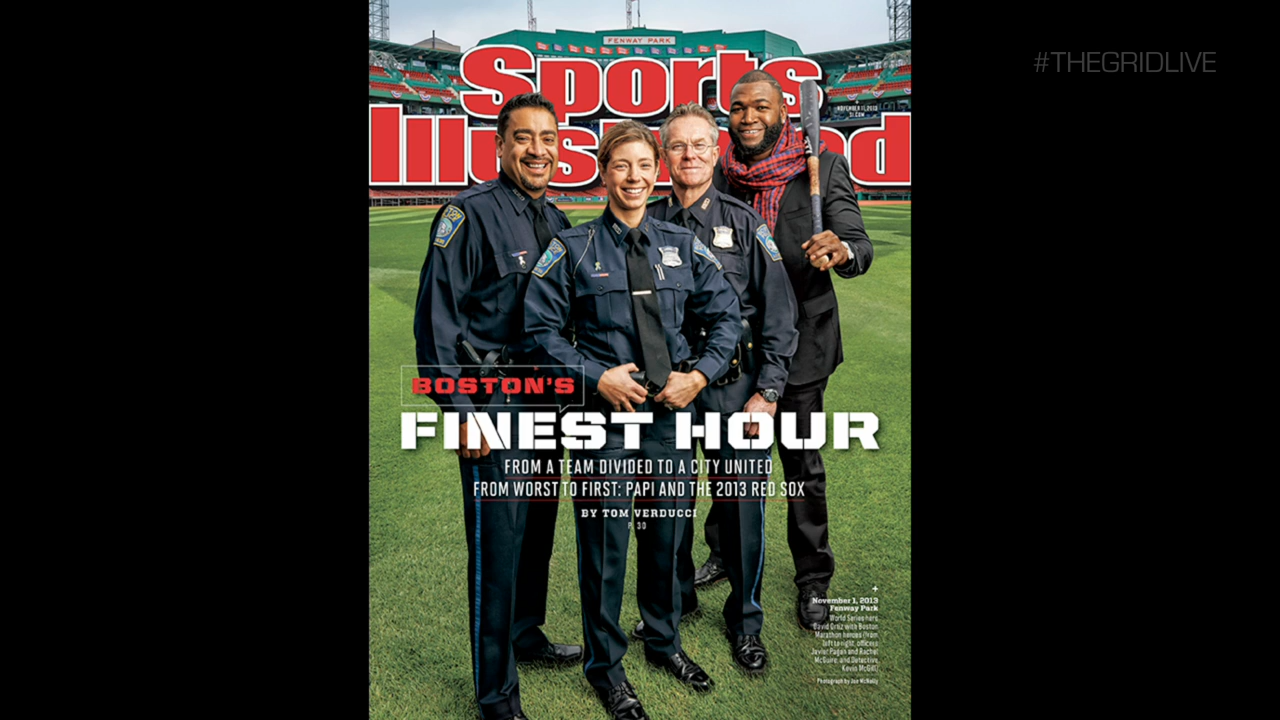 FENWAY PARK
#THEGRIDLIVE
Sports
Illustrated
NOVEMBER 11, 2013
SI.COM
BOSTON'S
FINEST HOUR
FROM A TEAM DIVIDED TO A CITY UNITED
FROM WORST TO FIRST: PAPI AND THE 2013 RED SOX
BY TOM VERDUCCI
P. 30
+
November 1, 2013
Fenway Park
World Series hero
David Ortiz with Boston
Marathon heroes (from
left to right) officers
Javier Pagan and Rachel
McGuire, and Detective
Kevin McGill
Photograph by Joe McNally